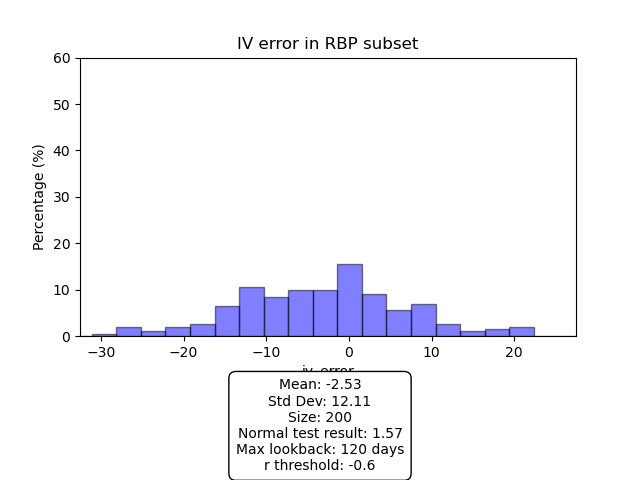 IV error in RBP subset
60
50
40
30
20
10
0
Percentage (%)
−30 −20 −10 0 10 20
iv_error
Mean: -2.53
Std Dev: 12.11
Size: 200
Normal test result: 1.57
Max lookback: 120 days
r threshold: -0.6